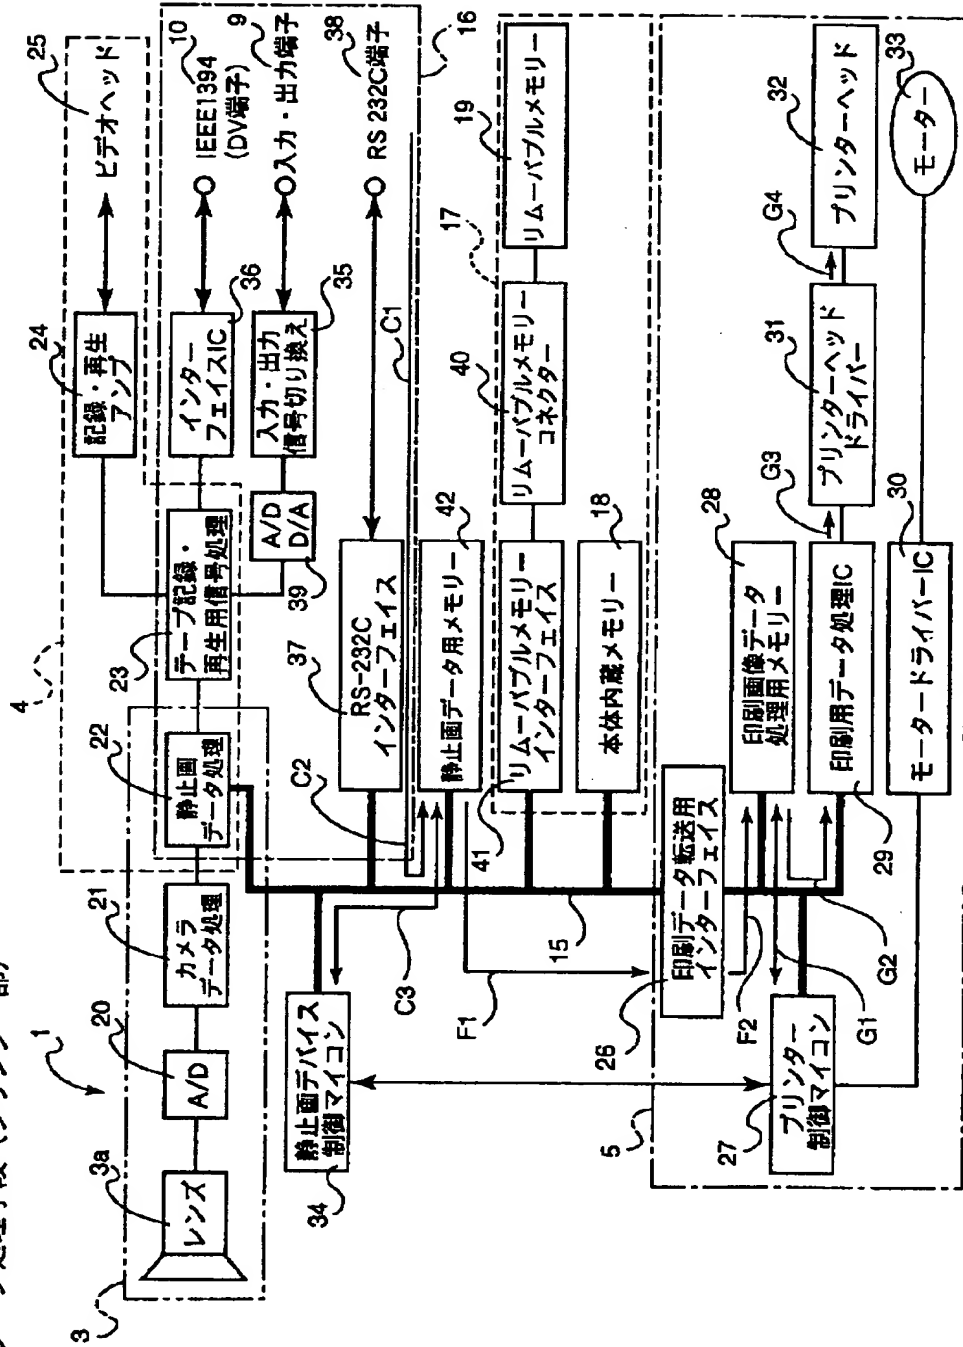 1
3
3a
レンズ
20
A/D
21
カメラ
データ処理
22
静止画
データ処理
4
23
テープ記録・
再生用信号処理
24
記録・再生
アンプ
25
ビデオヘッド
10
IEEE1394
(DV端子)
36
インター
フェイスIC
9
入力・出力端子
35
入力・出力
信号切り換え
39
A/D
D/A
38
RS 232C端子
16
C1
37
RS-232C
インターフェイス
C2
42
静止画データ用メモリー
34
静止画デバイス
制御マイコン
C3
17
19
リムーバブルメモリー
40
リムーバブルメモリー
コネクター
41
リムーバブルメモリー
インターフェイス
18
本体内蔵メモリー
15
F1
5
26
印刷データ転送用
インターフェイス
F2
27
プリンター
制御マイコン
G1
G2
28
印刷画像データ
処理用メモリー
29
印刷用データ処理IC
G3
31
プリンターヘッド
ドライバー
G4
32
プリンターヘッド
30
モータードライバーIC
33
モーター